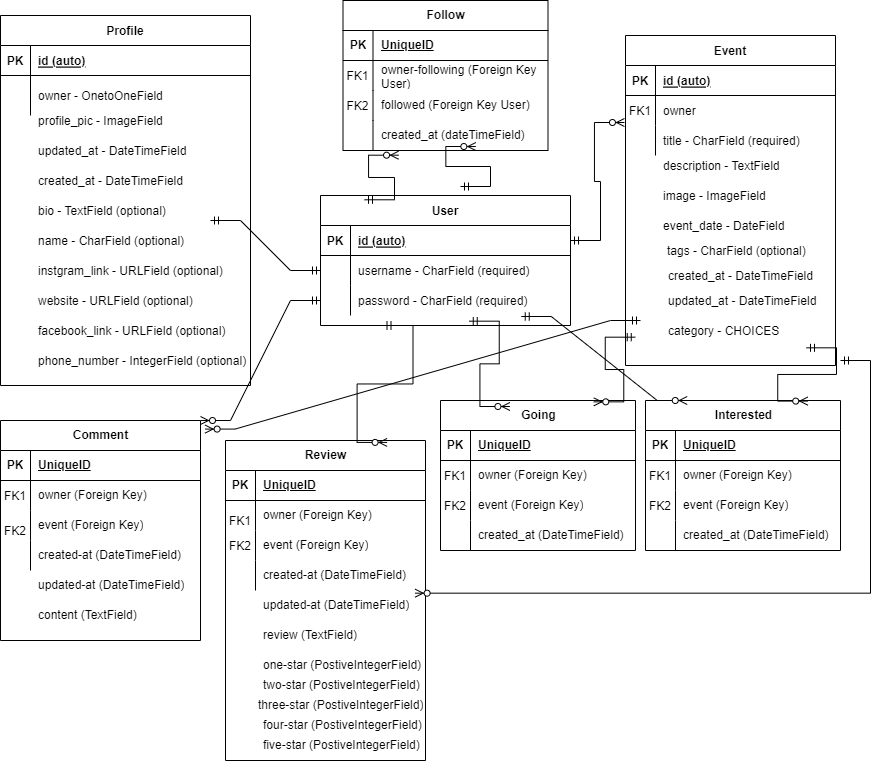 Profile
PK id (auto)
owner - OnetoOneField
profile_pic - ImageField
updated_at - DateTimeField
created_at - DateTimeField
bio - TextField (optional)
name - CharField (optional)
instgram_link - URLField (optional)
website - URLField (optional)
facebook_link - URLField (optional)
phone_number - IntegerField (optional)
Follow
PK UniqueID
FK1 owner-following (Foreign Key
User)
FK2 followed (Foreign Key User)
created_at (dateTimeField)
Event
PK id (auto)
FK1 owner
title - CharField (required)
description - TextField
image - ImageField
event_date - DateField
tags - CharField (optional)
created_at - DateTimeField
updated_at - DateTimeField
category - CHOICES
User
PK id (auto)
username - CharField (required)
password - CharField (required)
Comment
PK UniqueID
FK1 owner (Foreign Key)
FK2 event (Foreign Key)
created-at (DateTimeField)
updated-at (DateTimeField)
content (TextField)
Review
PK UniqueID
FK1 owner (Foreign Key)
FK2 event (Foreign Key)
created-at (DateTimeField)
updated-at (DateTimeField)
review (TextField)
one-star (PostiveIntegerField)
two-star (PostiveIntegerField)
three-star (PostiveIntegerField)
four-star (PostiveIntegerField)
five-star (PostiveIntegerField)
Going
PK UniqueID
FK1 owner (Foreign Key)
FK2 event (Foreign Key)
created_at (DateTimeField)
Interested
PK UniqueID
FK1 owner (Foreign Key)
FK2 event (Foreign Key)
created_at (DateTimeField)